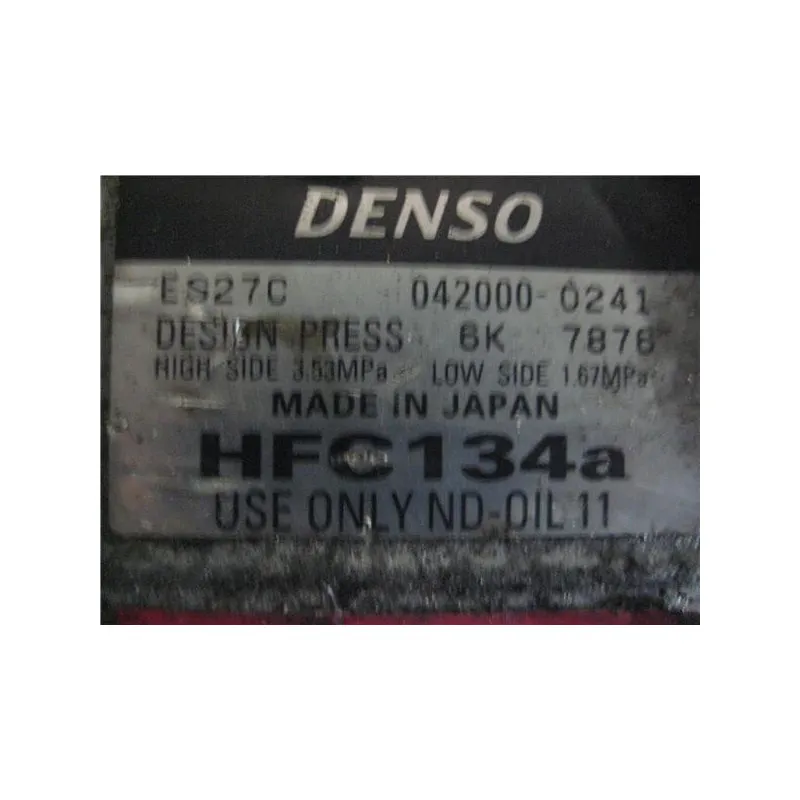 DENSO
ES27C 042000-0241
DESIGN PRESS 6K 7876
HIGH SIDE 3.53MPa LOW SIDE 1.67MPa
MADE IN JAPAN
HFC134a
USE ONLY ND-OIL 11